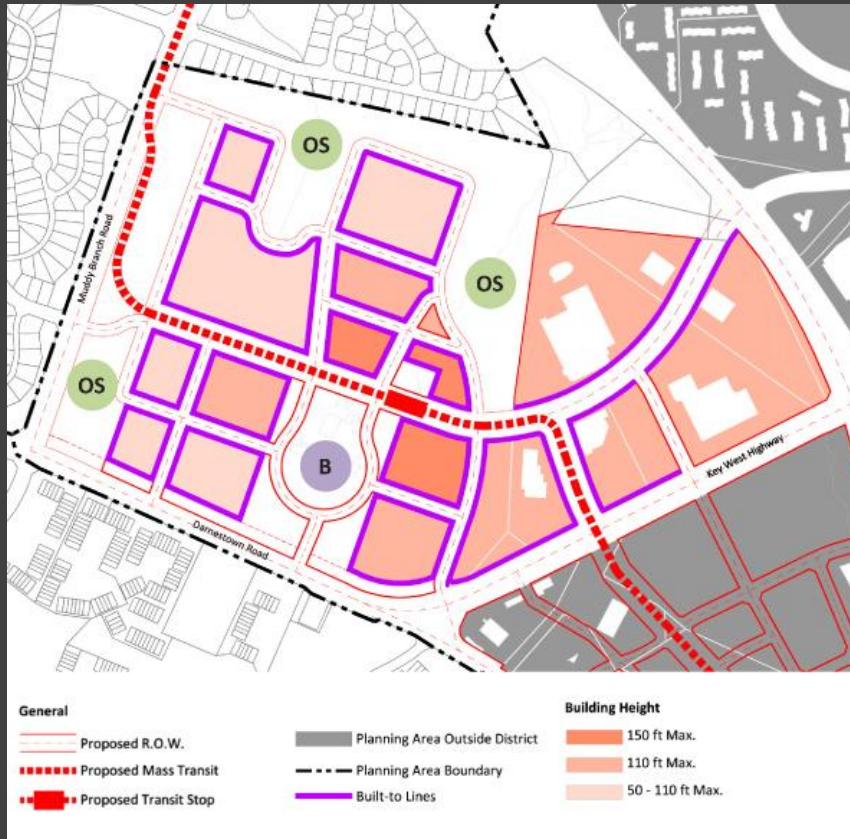 OS
OS
Muddy Branch Road
OS
B
Key West Highway
Darnestown Road
General
Proposed R.O.W.
Proposed Mass Transit
Proposed Transit Stop
Planning Area Outside District
Planning Area Boundary
Built-to Lines
Building Height
150 ft Max.
110 ft Max.
50 - 110 ft Max.